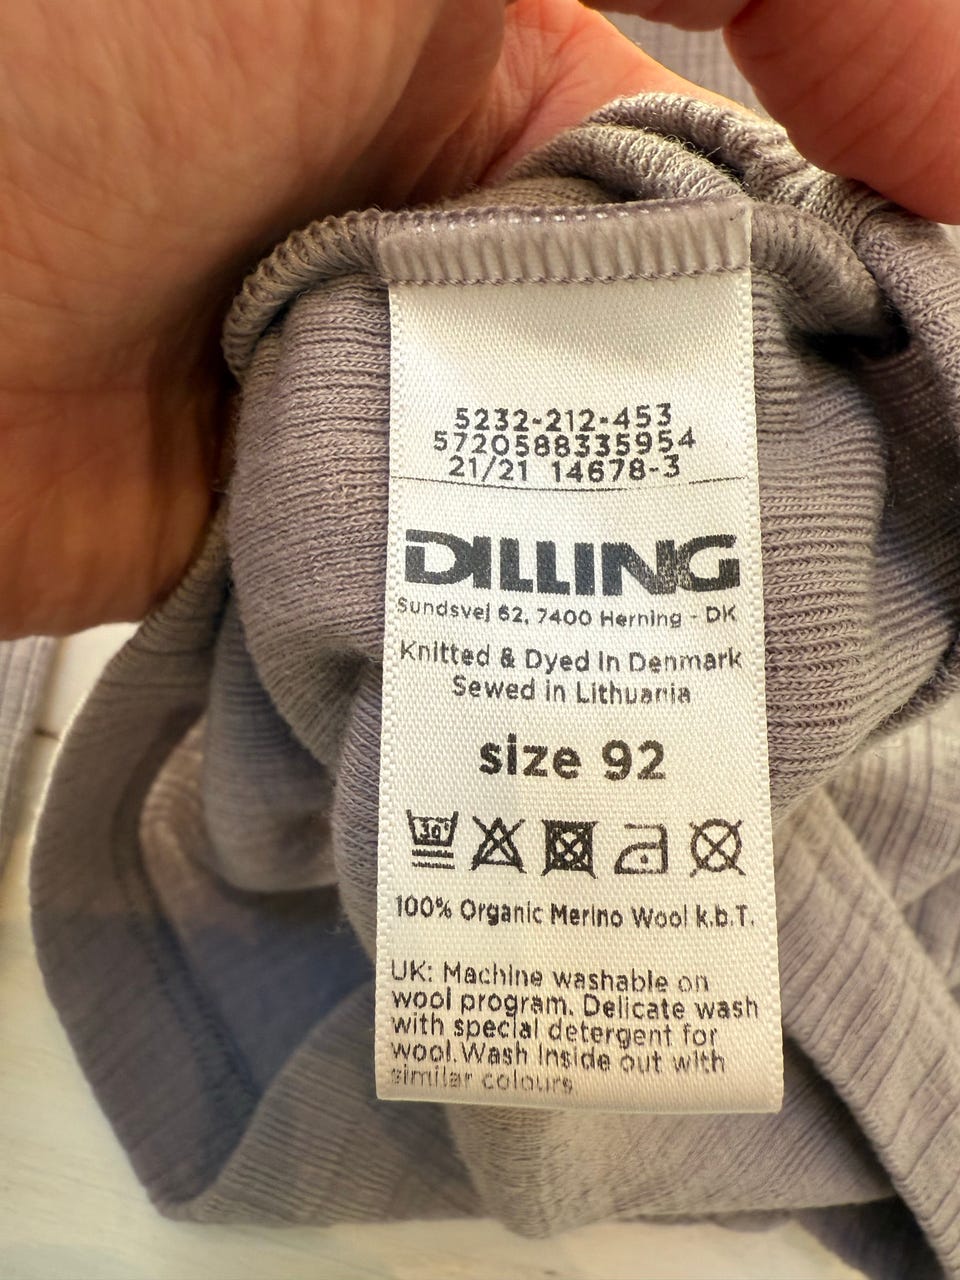 5232-212-453
5720588335954
21/21 14678-3
DILLING
Sundsvej 62, 7400 Herning - DK
Knitted & Dyed in Denmark
Sewed in Lithuania
size 92
30°
100% Organic Merino Wool k.b.T.
UK: Machine washable on
wool program. Delicate wash
with special detergent for
wool.Wash inside out with
similar colours